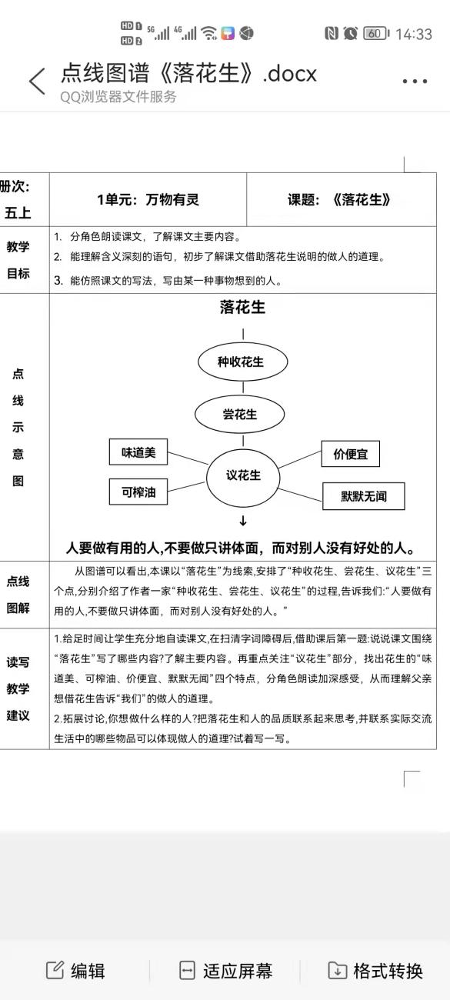 HD 1 5G 4G 60 14:33
HD 2
点线图谱《落花生》.docx
QQ浏览器文件服务
册次:
五上
1单元：万物有灵
课题：《落花生》
教学
目标
1. 分角色朗读课文，了解课文主要内容。
2. 能理解含义深刻的语句，初步了解课文借助落花生说明的做人的道理。
3. 能仿照课文的写法，写由某一种事物想到的人。
点
线
示
意
图
落花生
种收花生
尝花生
味道美
价便宜
议花生
可榨油
默默无闻
人要做有用的人,不要做只讲体面，而对别人没有好处的人。
点线
图解
从图谱可以看出,本课以“落花生”为线索,安排了“种收花生、尝花生、议花生”三
个点,分别介绍了作者一家“种收花生、尝花生、议花生”的过程,告诉我们:“人要做有
用的人,不要做只讲体面，而对别人没有好处的人。”
读写
教学
建议
1.给足时间让学生充分地自读课文,在扫清字词障碍后,借助课后第一题:说说课文围绕
“落花生”写了哪些内容?了解主要内容。再重点关注“议花生”部分，找出花生的“味
道美、可榨油、价便宜、默默无闻”四个特点，分角色朗读加深感受，从而理解父亲
想借花生告诉“我们”的做人的道理。
2.拓展讨论,你想做什么样的人?把落花生和人的品质联系起来思考,并联系实际交流
生活中的哪些物品可以体现做人的道理?试着写一写。
编辑
适应屏幕
格式转换